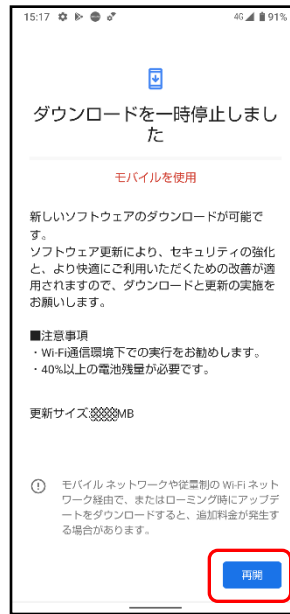 15:17 4G 91%
ダウンロードを一時停止しまし
た
モバイルを使用
新しいソフトウェアのダウンロードが可能で
す。
ソフトウェア更新により、セキュリティの強化
と、より快適にご利用いただくための改善が適
用されますので、ダウンロードと更新の実施を
お願いします。
■注意事項
・Wi-Fi通信環境下での実行をお勧めします。
・40%以上の電池残量が必要です。
更新サイズ:MB
モバイル ネットワークや従量制の Wi-Fi ネット
ワーク経由で、またはローミング時にアップデ
ートをダウンロードすると、追加料金が発生す
る場合があります。
再開